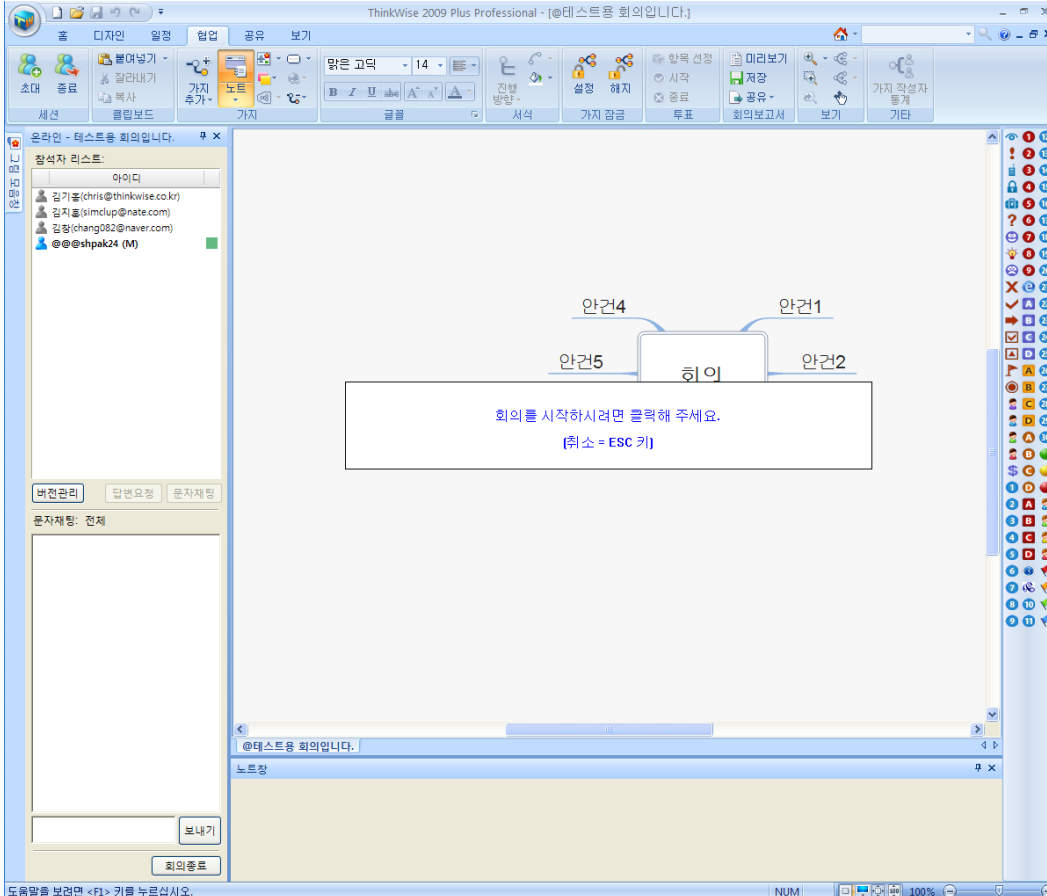 ThinkWise 2009 Plus Professional - [@테스트용 회의입니다.]
홈 디자인 일정 협업 공유 보기
초대 종료
세션
붙여넣기
잘라내기
복사
클립보드
가지 추가
노트
가지
맑은 고딕 14
B I U abc A A A
글꼴
진행 방향
서식
설정 해지
가지 잠금
항목 선정
시작
종료
투표
미리보기
저장
공유
회의보고서
보기
가지 작성자 통계
기타
온라인 - 테스트용 회의입니다.
참석자 리스트:
아이디
김기홍(chris@thinkwise.co.kr)
김지흥(simclup@nate.com)
김창(chang082@naver.com)
@@@shpak24 (M)
버전관리 답변요청 문자채팅
문자채팅: 전체
보내기
회의종료
안건4 안건1
안건5 회의 안건2
회의를 시작하시려면 클릭해 주세요.
(취소 = ESC 키)
@테스트용 회의입니다.
노트창
도움말을 보려면 <F1> 키를 누르십시오.
NUM
100%